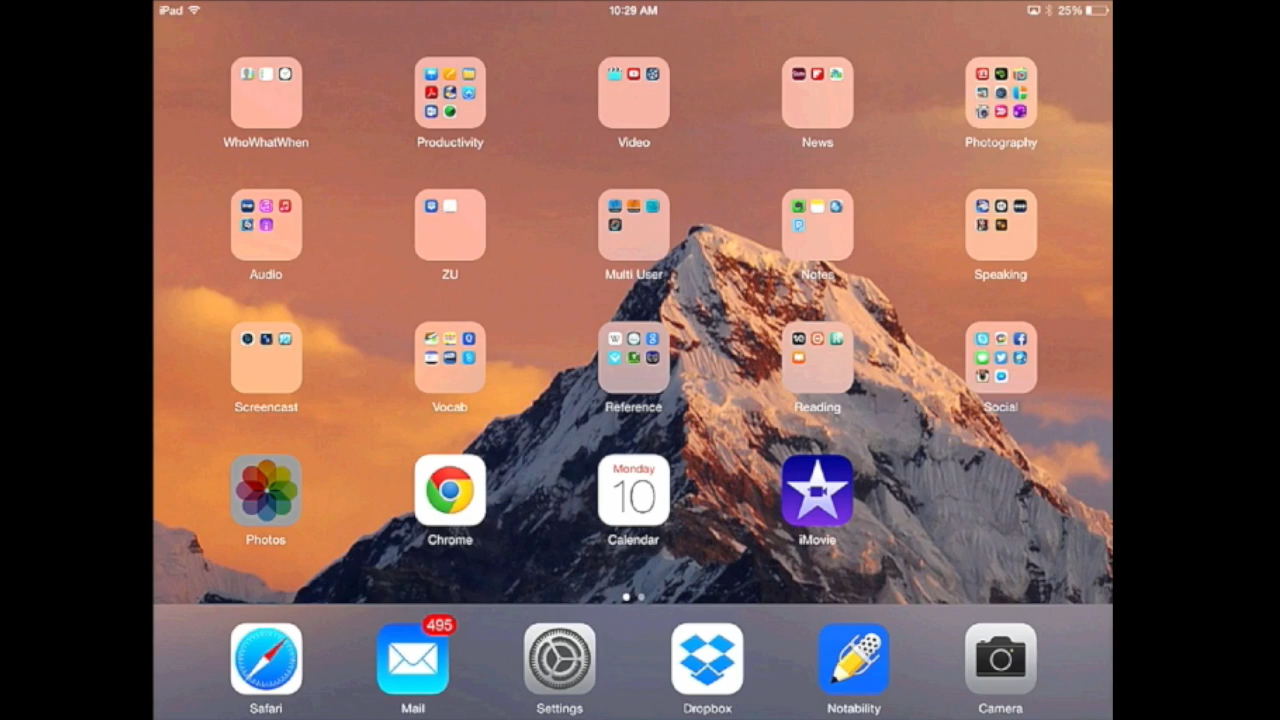 iPad 10:29 AM 25%
WhoWhatWhen Productivity Video News Photography
Audio ZU Multi User Notes Speaking
Screencast Vocab Reference Reading Social
Monday
10
Photos Chrome Calendar iMovie
495
Safari Mail Settings Dropbox Notability Camera